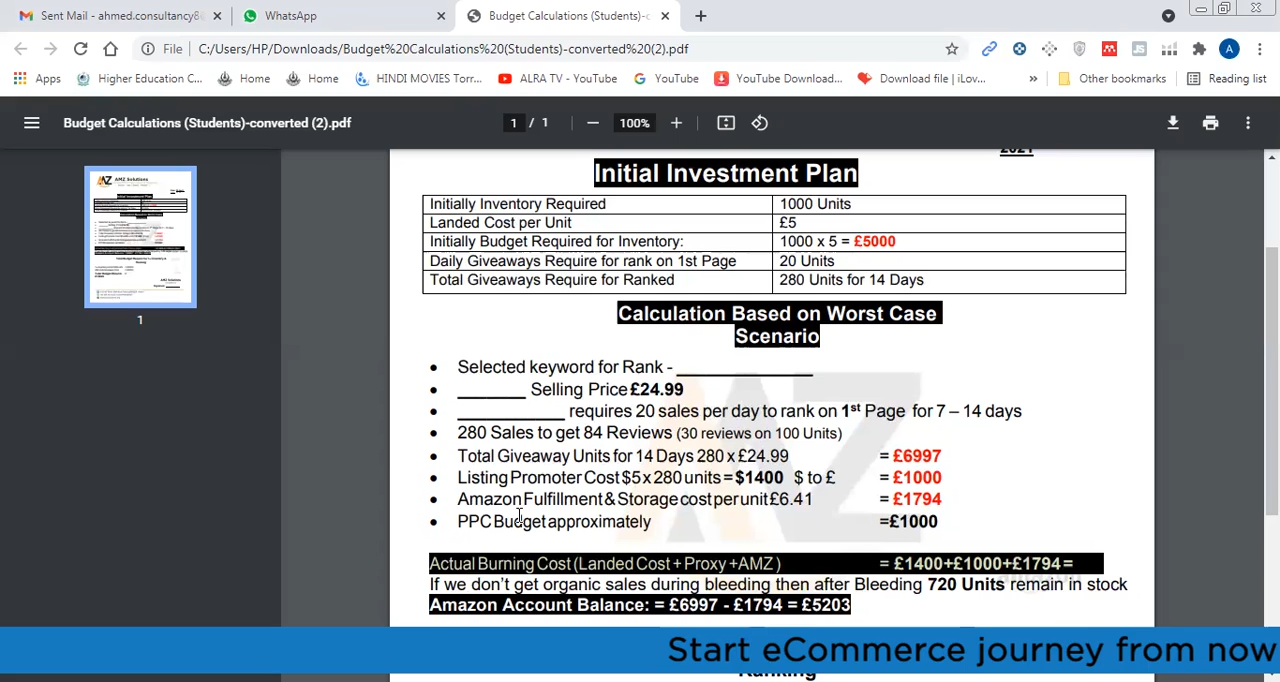 Sent Mail - ahmed.consultancy8
WhatsApp
Budget Calculations (Students)-c
File
C:/Users/HP/Downloads/Budget%20Calculations%20(Students)-converted%20(2).pdf
A
Apps
Higher Education C...
Home
Home
HINDI MOVIES Torr...
ALRA TV - YouTube
YouTube
YouTube Download...
Download file | iLov...
»
Other bookmarks
Reading list
Budget Calculations (Students)-converted (2).pdf
1 / 1
100%
2021
Initial Investment Plan
Initially Inventory Required 1000 Units
Landed Cost per Unit £5
Initially Budget Required for Inventory: 1000 x 5 = £5000
Daily Giveaways Require for rank on 1st Page 20 Units
Total Giveaways Require for Ranked 280 Units for 14 Days
Calculation Based on Worst Case
Scenario
• Selected keyword for Rank - _______________
• _______ Selling Price £24.99
• ___________ requires 20 sales per day to rank on 1st Page for 7 – 14 days
• 280 Sales to get 84 Reviews (30 reviews on 100 Units)
• Total Giveaway Units for 14 Days 280 x £24.99 = £6997
• Listing Promoter Cost $5 x 280 units = $1400 $ to £ = £1000
• Amazon Fulfillment & Storage cost per unit £6.41 = £1794
• PPC Budget approximately =£1000
Actual Burning Cost (Landed Cost + Proxy +AMZ ) = £1400+£1000+£1794 =
If we don't get organic sales during bleeding then after Bleeding 720 Units remain in stock
Amazon Account Balance: = £6997 - £1794 = £5203
Ranking
1
AMZ Solutions
Initial Investment Plan
Start eCommerce journey from now